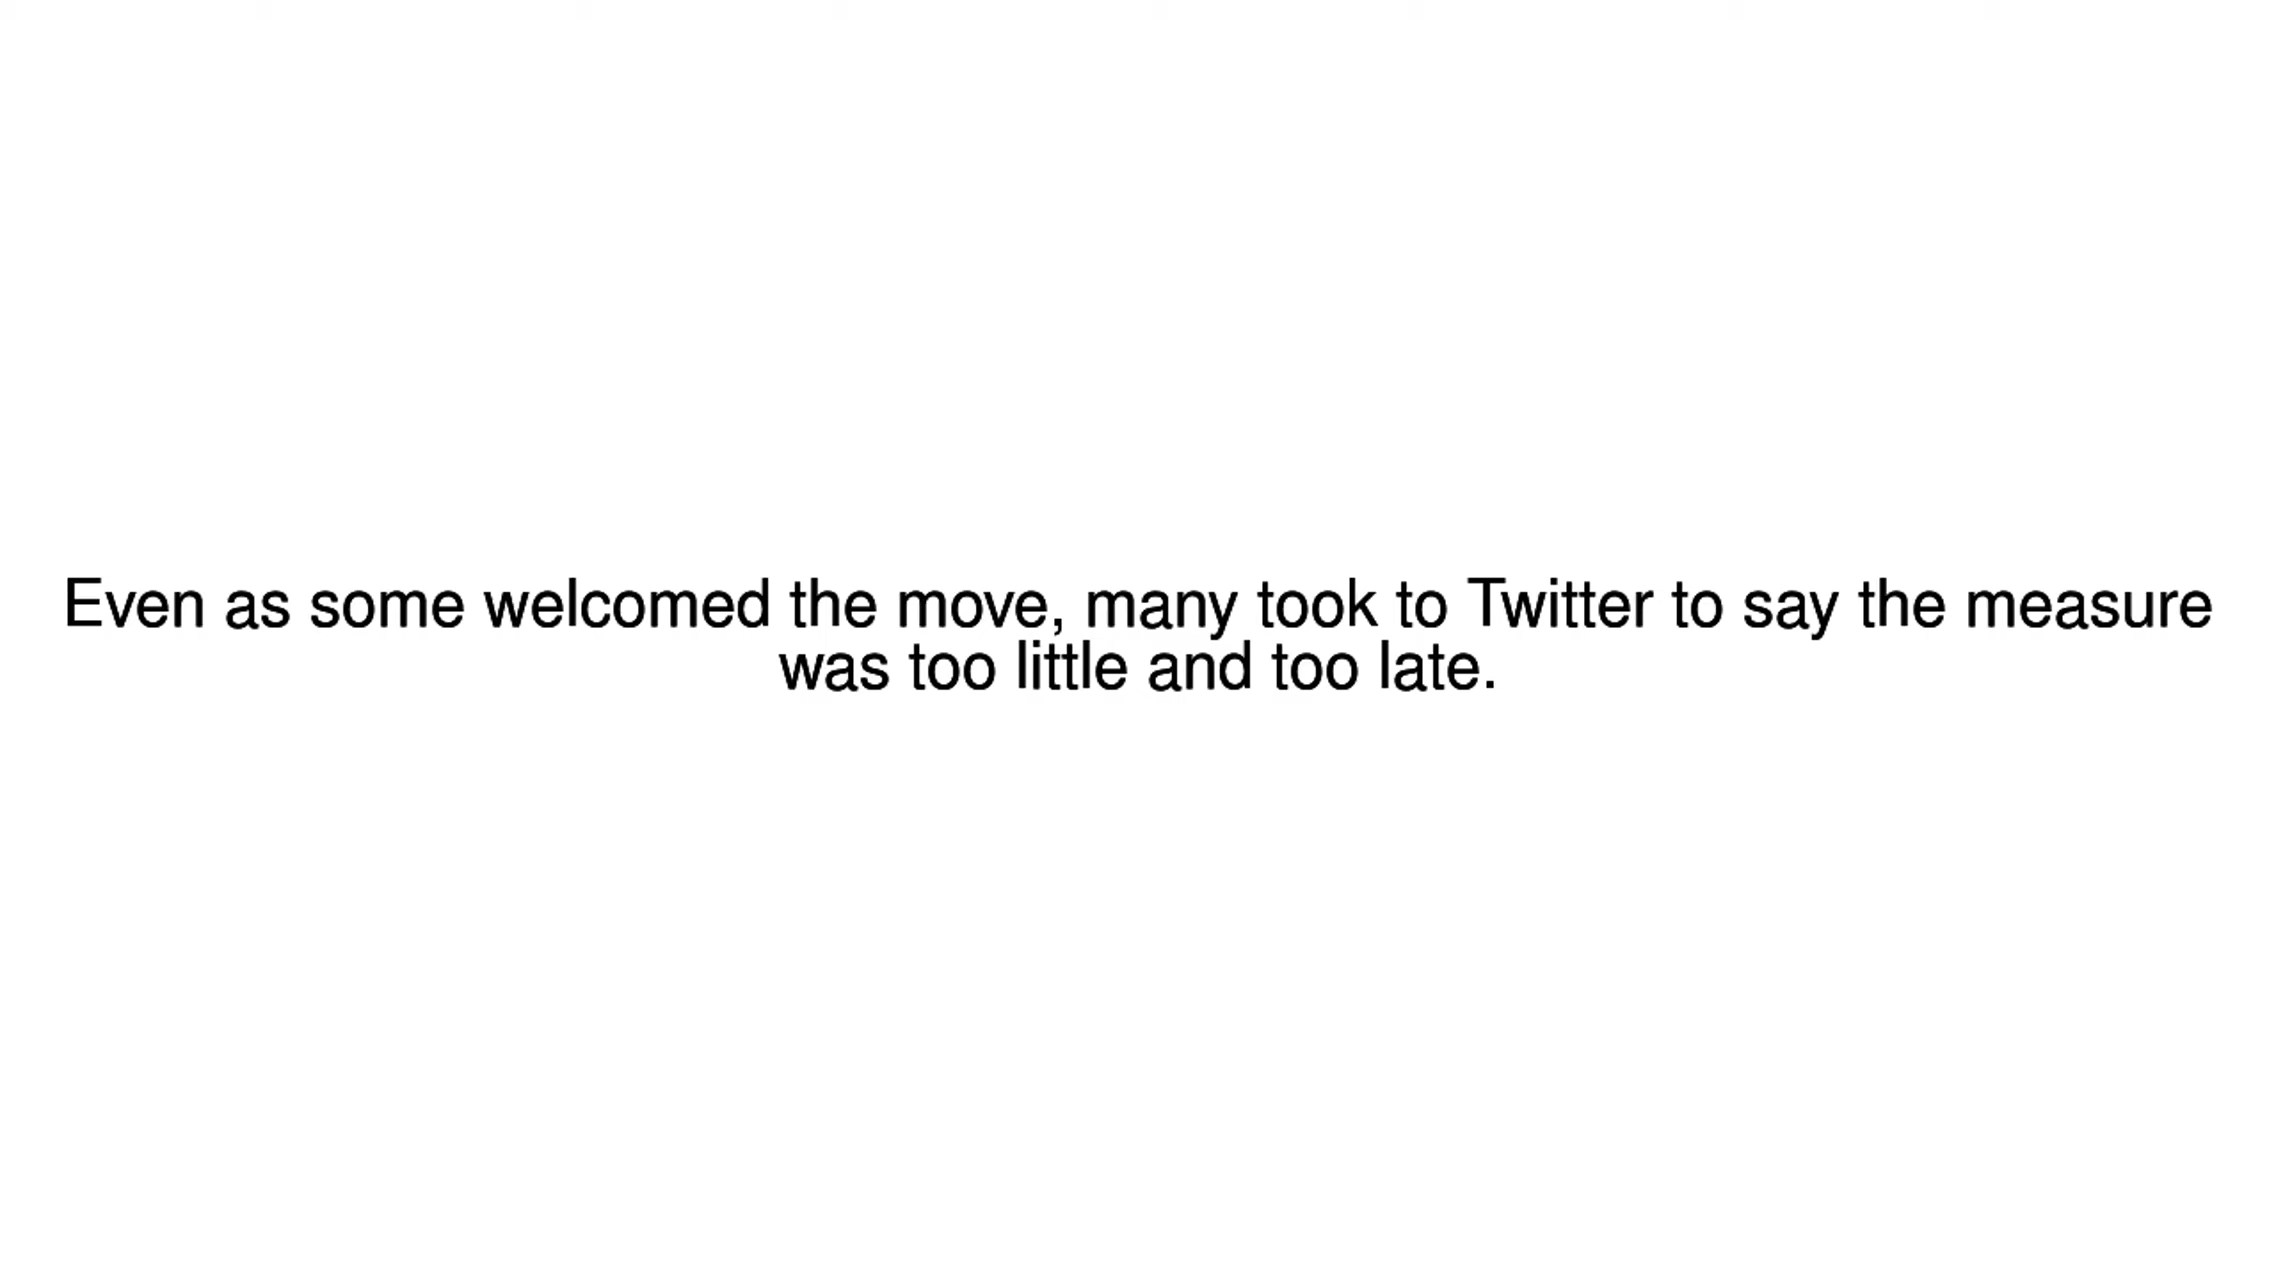 Even as some welcomed the move, many took to Twitter to say the measure
was too little and too late.